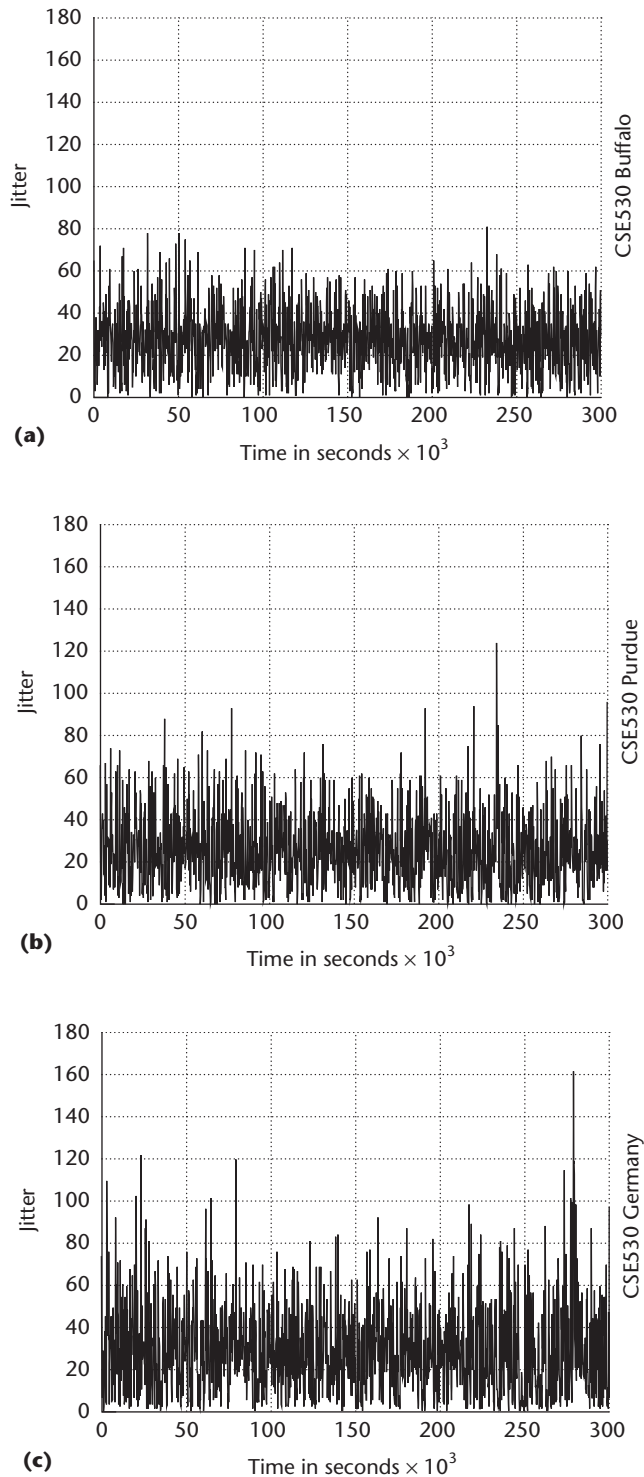 180
160
140
120
100
80
60
40
20
0
Jitter
0 50 100 150 200 250 300
Time in seconds × 10³
CSE530 Buffalo
(a)
180
160
140
120
100
80
60
40
20
0
Jitter
0 50 100 150 200 250 300
Time in seconds × 10³
CSE530 Purdue
(b)
180
160
140
120
100
80
60
40
20
0
Jitter
0 50 100 150 200 250 300
Time in seconds × 10³
CSE530 Germany
(c)